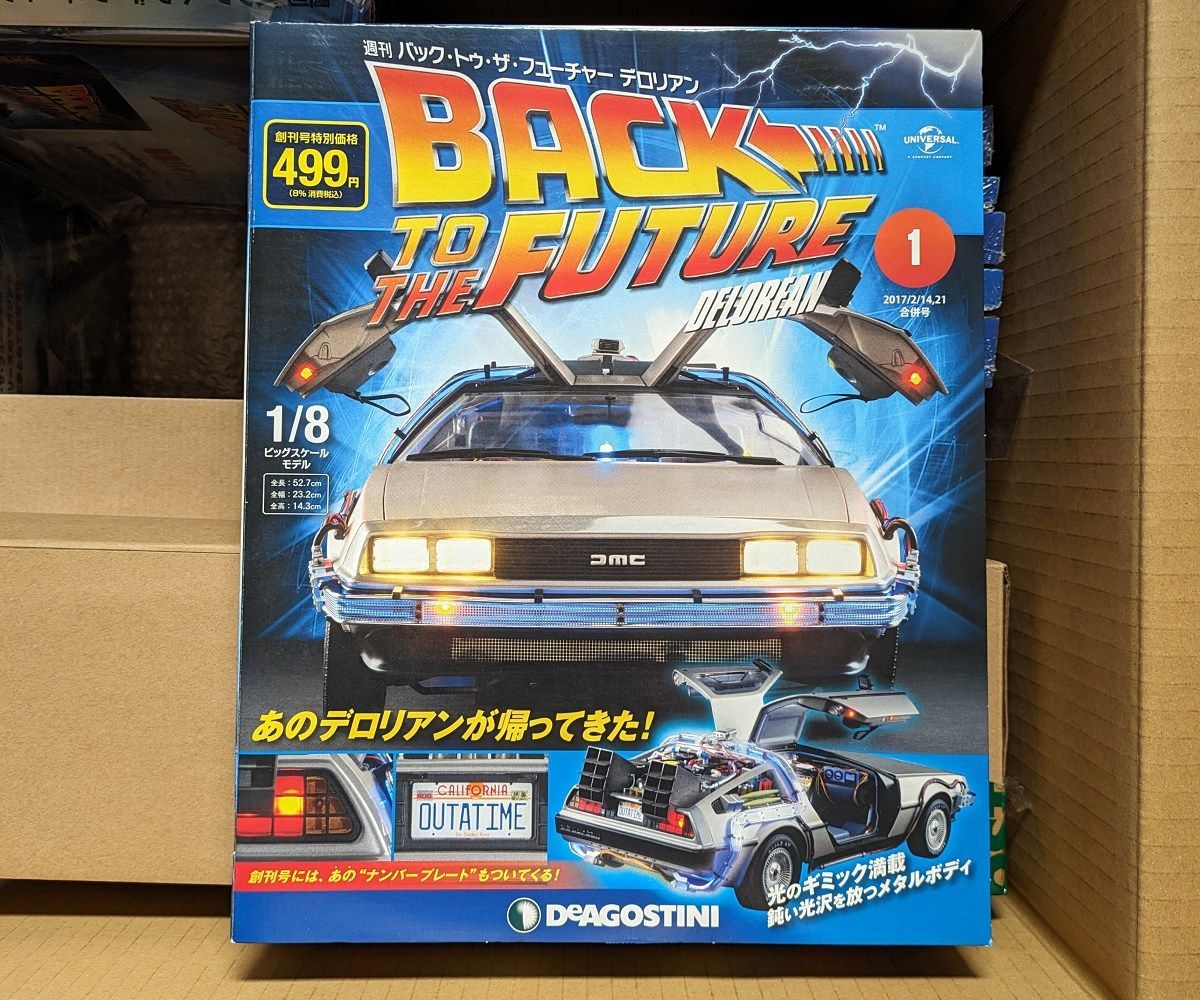 週刊 バック・トゥ・ザ・フューチャー デロリアン
BACK
TO
THE FUTURE
DELOREAN
TM
UNIVERSAL
A COMCAST COMPANY
創刊号特別価格
499円
(8% 消費税込)
1
2017/2/14,21
合併号
1/8
ビッグスケール
モデル
全長:52.7cm
全幅:23.2cm
全高:14.3cm
DMC
あのデロリアンが帰ってきた!
CALIFORNIA
OUTATIME
創刊号には、あの“ナンバープレート”もついてくる!
光のギミック満載
鈍い光沢を放つメタルボディ
DEAGOSTINI